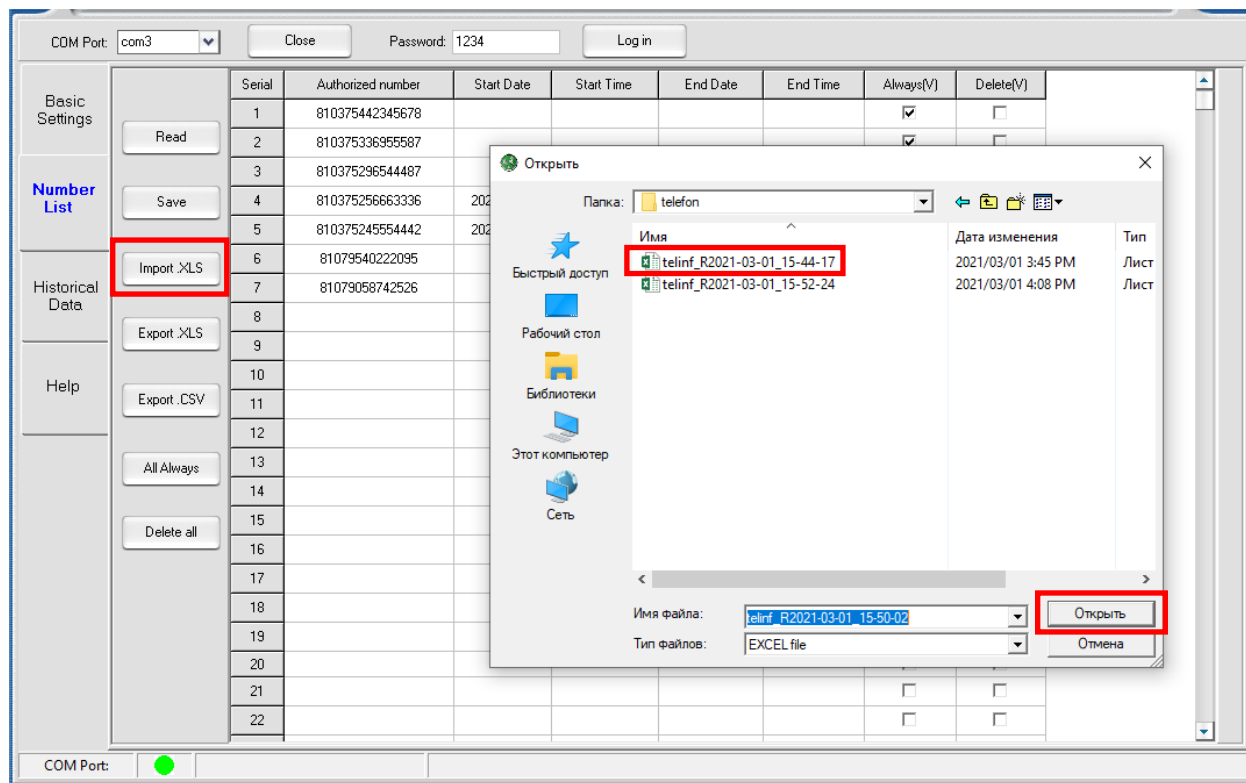 COM Port: com3 Close Password: 1234 Log in
Basic Settings
Number List
Historical Data
Help
Read
Save
Import .XLS
Export .XLS
Export .CSV
All Always
Delete all
Serial Authorized number Start Date Start Time End Date End Time Always(V) Delete(V)
1 810375442345678
2 810375336955587
3 810375296544487
4 810375256663336 202
5 810375245554442 202
6 81079540222095
7 81079058742526
8
9
10
11
12
13
14
15
16
17
18
19
20
21
22
Открыть
Папка: telefon
Быстрый доступ
Рабочий стол
Библиотеки
Этот компьютер
Сеть
Имя Дата изменения Тип
telinf_R2021-03-01_15-44-17 2021/03/01 3:45 PM Лист
telinf_R2021-03-01_15-52-24 2021/03/01 4:08 PM Лист
Имя файла: telinf_R2021-03-01_15-50-02 Открыть
Тип файлов: EXCEL file Отмена
COM Port: